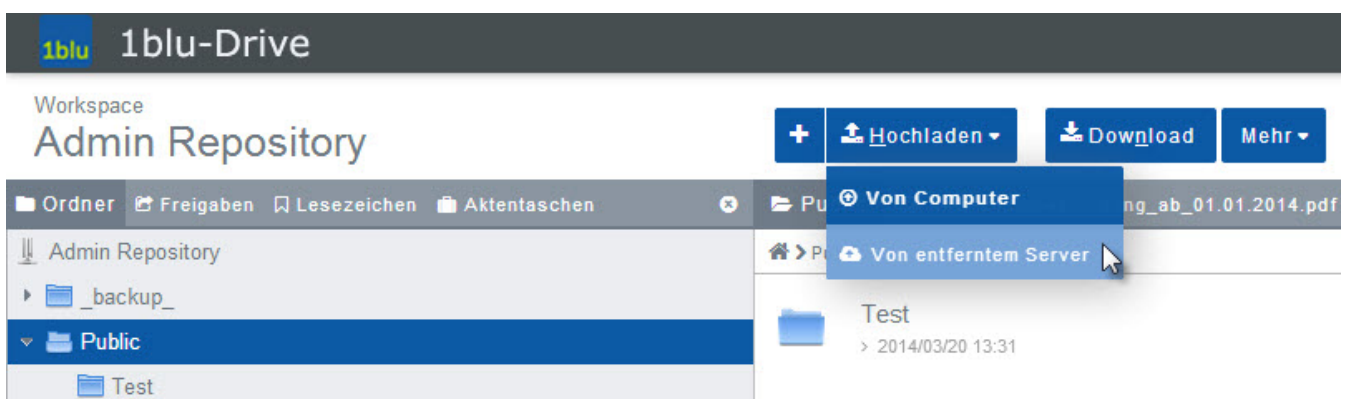 1blu 1blu-Drive
Workspace
Admin Repository
+ Hochladen Download Mehr
Ordner Freigaben Lesezeichen Aktentaschen
Von Computer
ng_ab_01.01.2014.pdf
Admin Repository
Von entferntem Server
_backup_
Public
Test
Test
> 2014/03/20 13:31